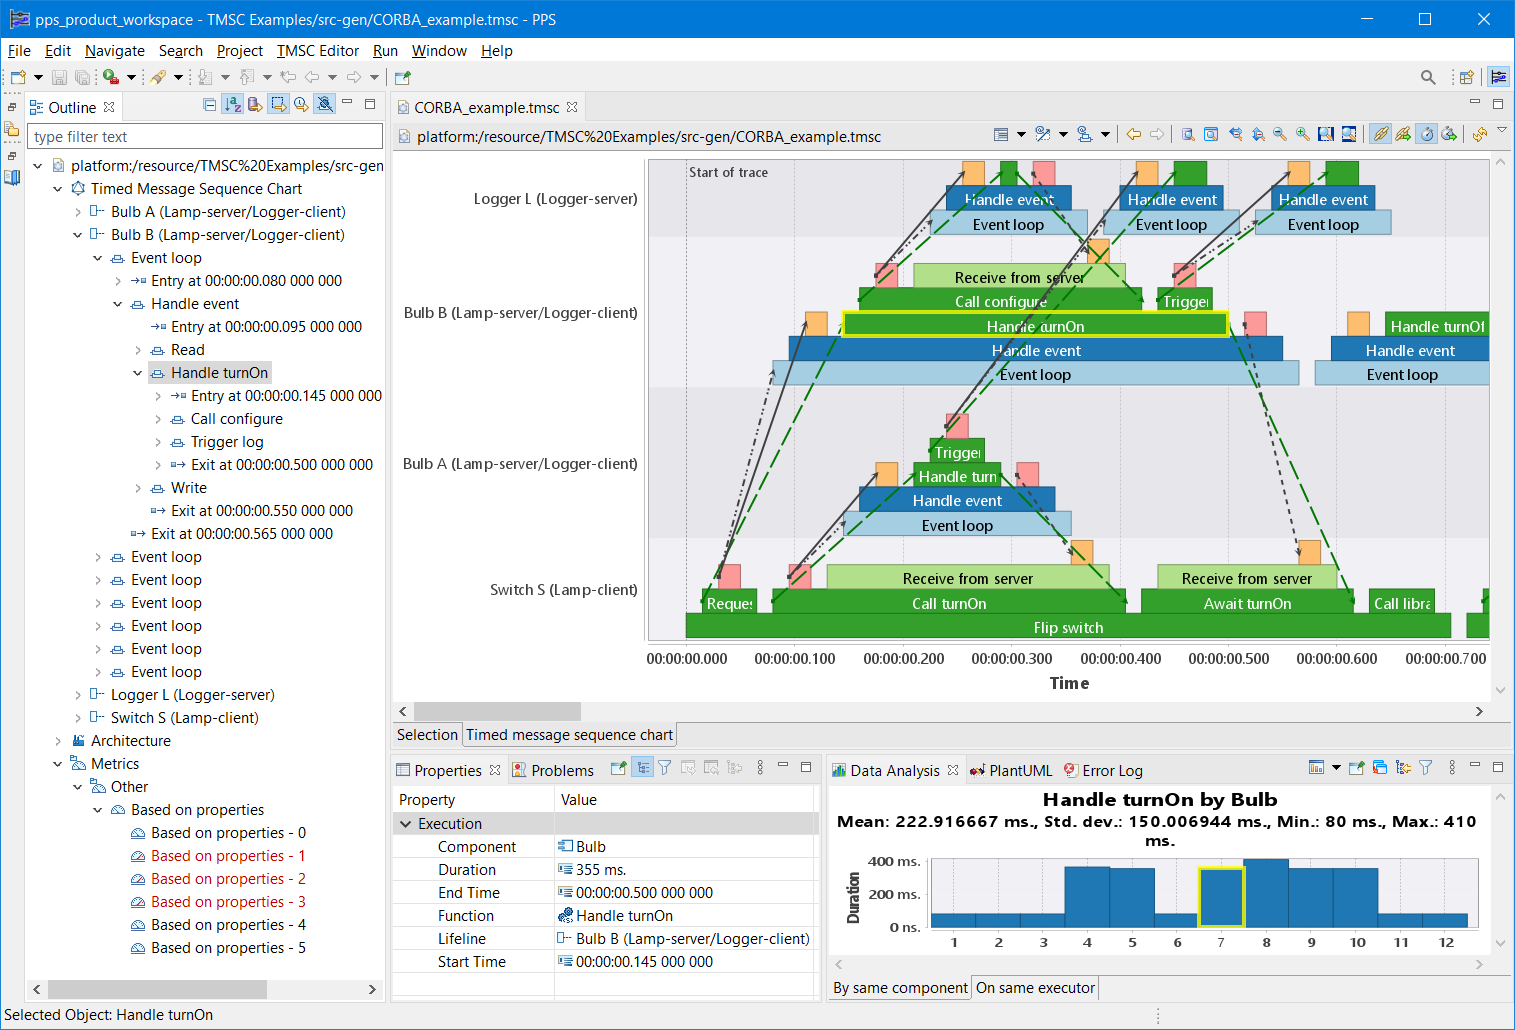 pps_product_workspace - TMSC Examples/src-gen/CORBA_example.tmsc - PPS
File Edit Navigate Search Project TMSC Editor Run Window Help
Outline
type filter text
platform:/resource/TMSC%20Examples/src-gen
Timed Message Sequence Chart
Bulb A (Lamp-server/Logger-client)
Bulb B (Lamp-server/Logger-client)
Event loop
Entry at 00:00:00.080 000 000
Handle event
Entry at 00:00:00.095 000 000
Read
Handle turnOn
Entry at 00:00:00.145 000 000
Call configure
Trigger log
Exit at 00:00:00.500 000 000
Write
Exit at 00:00:00.550 000 000
Exit at 00:00:00.565 000 000
Event loop
Event loop
Event loop
Event loop
Event loop
Event loop
Logger L (Logger-server)
Switch S (Lamp-client)
Architecture
Metrics
Other
Based on properties
Based on properties - 0
Based on properties - 1
Based on properties - 2
Based on properties - 3
Based on properties - 4
Based on properties - 5
CORBA_example.tmsc
platform:/resource/TMSC%20Examples/src-gen/CORBA_example.tmsc
Start of trace
Logger L (Logger-server)
Handle event Handle event Handle event
Event loop Event loop Event loop
Receive from server
Call configure Trigge
Bulb B (Lamp-server/Logger-client)
Handle turnOn Handle turnOf
Handle event Handle event
Event loop Event loop
Trigge
Bulb A (Lamp-server/Logger-client)
Handle turn
Handle event
Event loop
Receive from server Receive from server
Switch S (Lamp-client)
Reques Call turnOn Await turnOn Call libra
Flip switch
00:00:00.000 00:00:00.100 00:00:00.200 00:00:00.300 00:00:00.400 00:00:00.500 00:00:00.600 00:00:00.700
Time
Selection Timed message sequence chart
Properties Problems
Property Value
Execution
Component Bulb
Duration 355 ms.
End Time 00:00:00.500 000 000
Function Handle turnOn
Lifeline Bulb B (Lamp-server/Logger-client)
Start Time 00:00:00.145 000 000
Data Analysis PlantUML Error Log
Handle turnOn by Bulb
Mean: 222.916667 ms., Std. dev.: 150.006944 ms., Min.: 80 ms., Max.: 410
ms.
400 ms.
200 ms.
0 ns.
Duration
1 2 3 4 5 6 7 8 9 10 11 12
By same component On same executor
Selected Object: Handle turnOn